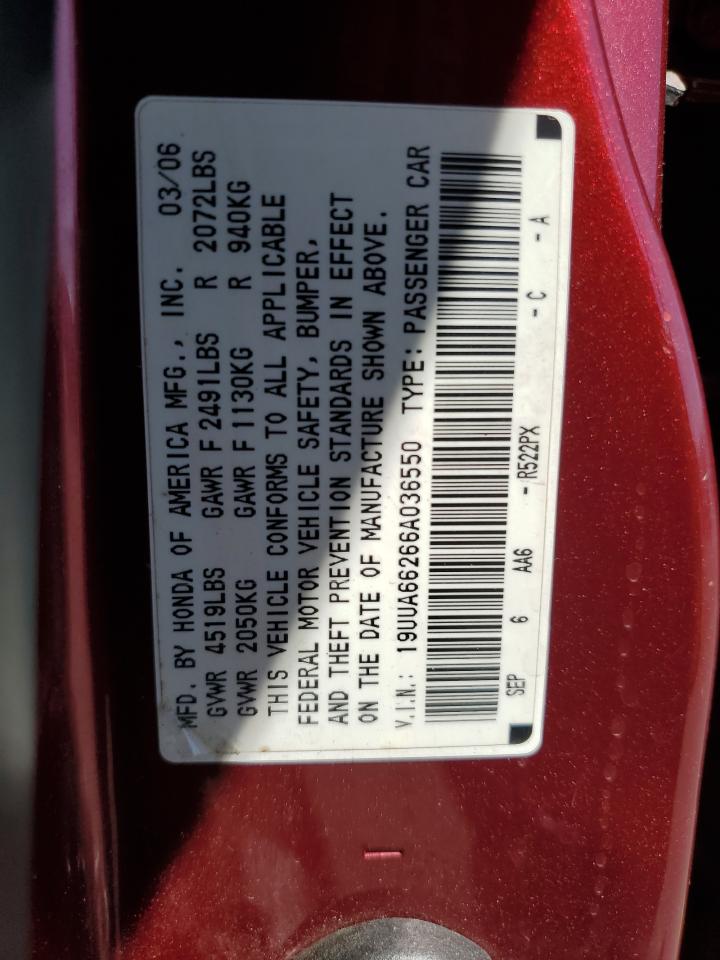 MFD. BY HONDA OF AMERICA MFG., INC. 03/06
GVWR 4519LBS GAWR F 2491LBS R 2072LBS
GVWR 2050KG GAWR F 1130KG R 940KG
THIS VEHICLE CONFORMS TO ALL APPLICABLE
FEDERAL MOTOR VEHICLE SAFETY, BUMPER,
AND THEFT PREVENTION STANDARDS IN EFFECT
ON THE DATE OF MANUFACTURE SHOWN ABOVE.
V.I.N.: 19UUA66266A036550 TYPE: PASSENGER CAR
SEP 6 AA6 - R522PX - C - A